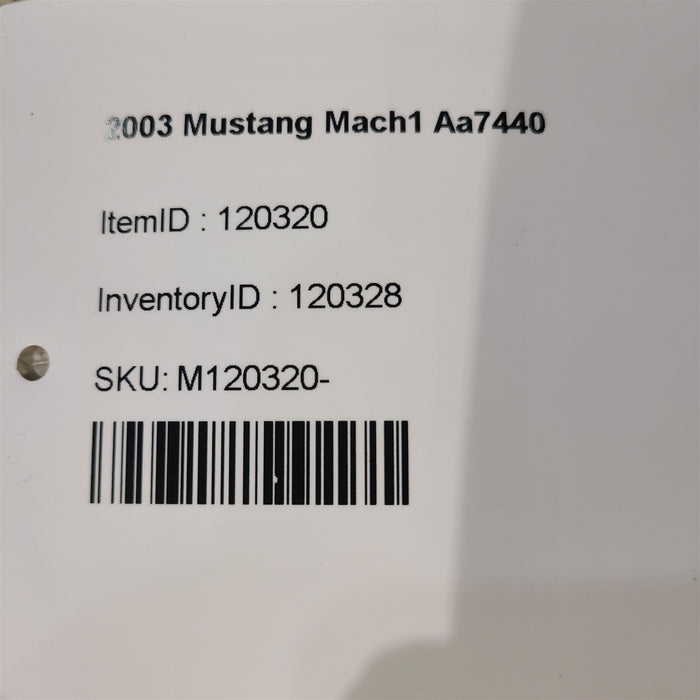 2003 Mustang Mach1 Aa7440
ItemID : 120320
InventoryID : 120328
SKU: M120320-